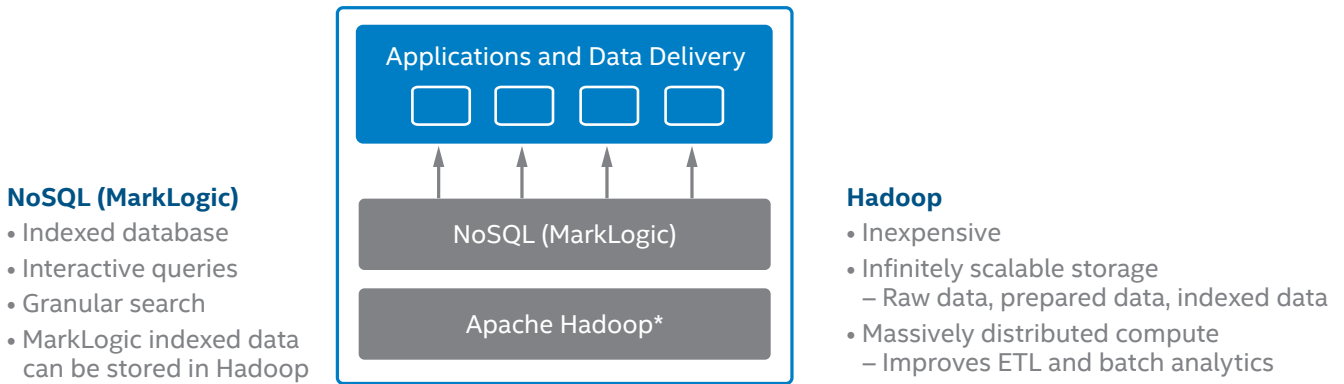 Applications and Data Delivery
NoSQL (MarkLogic)
Apache Hadoop*
NoSQL (MarkLogic)
• Indexed database
• Interactive queries
• Granular search
• MarkLogic indexed data
can be stored in Hadoop
Hadoop
• Inexpensive
• Infinitely scalable storage
– Raw data, prepared data, indexed data
• Massively distributed compute
– Improves ETL and batch analytics